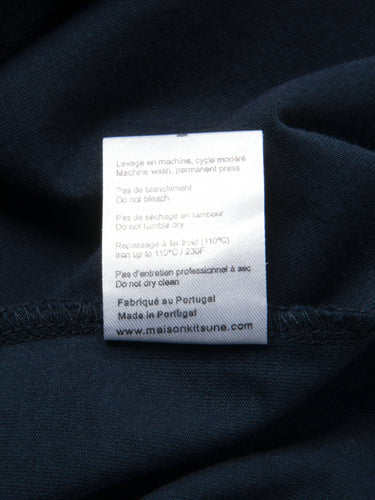 Lavage en machine, cycle modéré
Machine wash, permanent press
Pas de blanchiment
Do not bleach
Pas de séchage en tambour
Do not tumble dry
Repassage à fer froid (110ºC)
Iron up to 110ºC / 230F
Pas d'entretien professionnel à sec
Do not dry clean
Fabriqué au Portugal
Made in Portugal
www.maisonkitsune.com